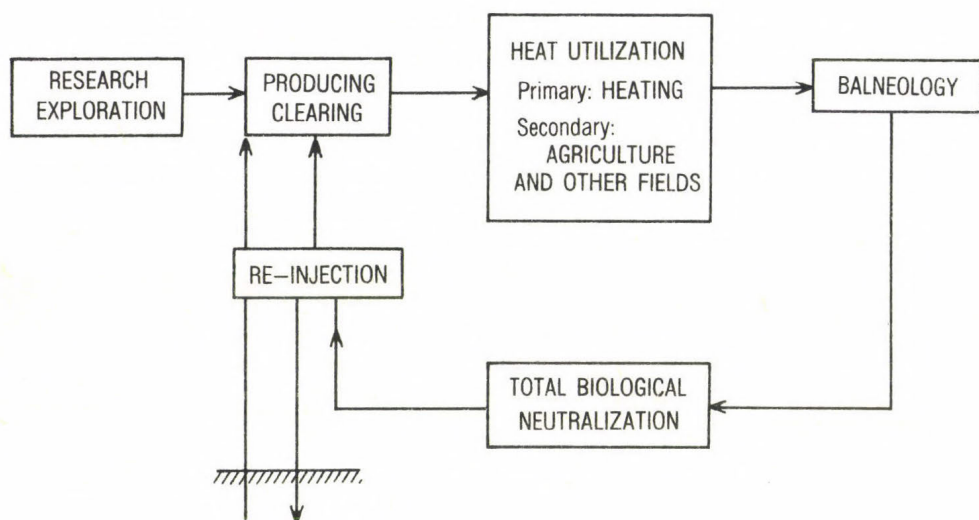 RESEARCH
EXPLORATION
PRODUCING
CLEARING
HEAT UTILIZATION
Primary: HEATING
Secondary:
AGRICULTURE
AND OTHER FIELDS
BALNEOLOGY
RE-INJECTION
TOTAL BIOLOGICAL
NEUTRALIZATION